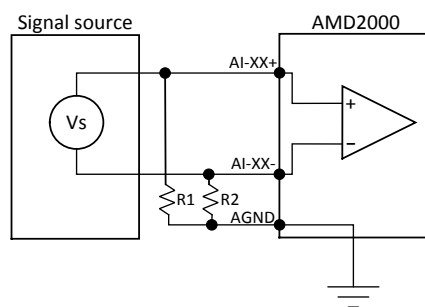 Signal source
AMD2000
AI-XX+
Vs
+
−
AI-XX-
R1
R2
AGND